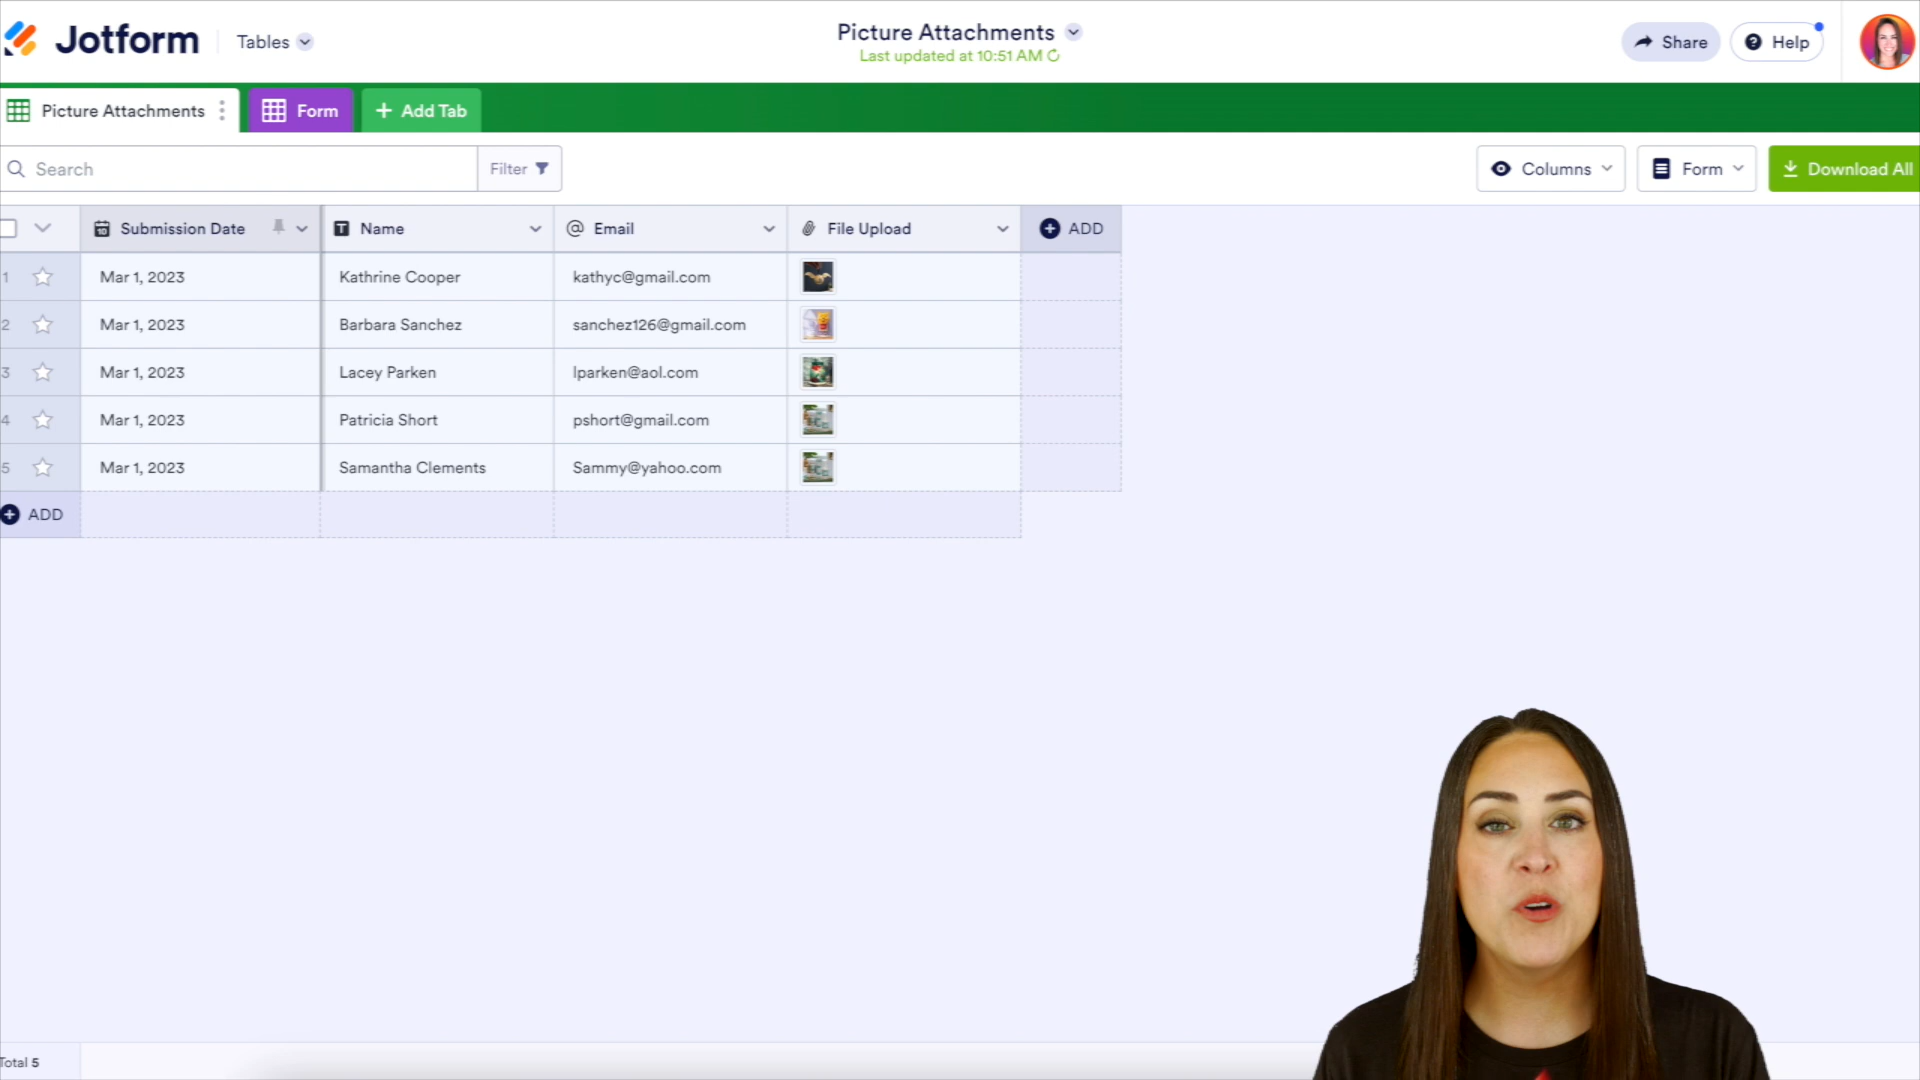 Jotform
Tables
Picture Attachments
Last updated at 10:51 AM
Share
Help
Picture Attachments
Form
Add Tab
Search
Filter
Columns
Form
Download All
Submission Date Name Email File Upload ADD
1 Mar 1, 2023 Kathrine Cooper kathyc@gmail.com
2 Mar 1, 2023 Barbara Sanchez sanchez126@gmail.com
3 Mar 1, 2023 Lacey Parken lparken@aol.com
4 Mar 1, 2023 Patricia Short pshort@gmail.com
5 Mar 1, 2023 Samantha Clements Sammy@yahoo.com
ADD
Total 5